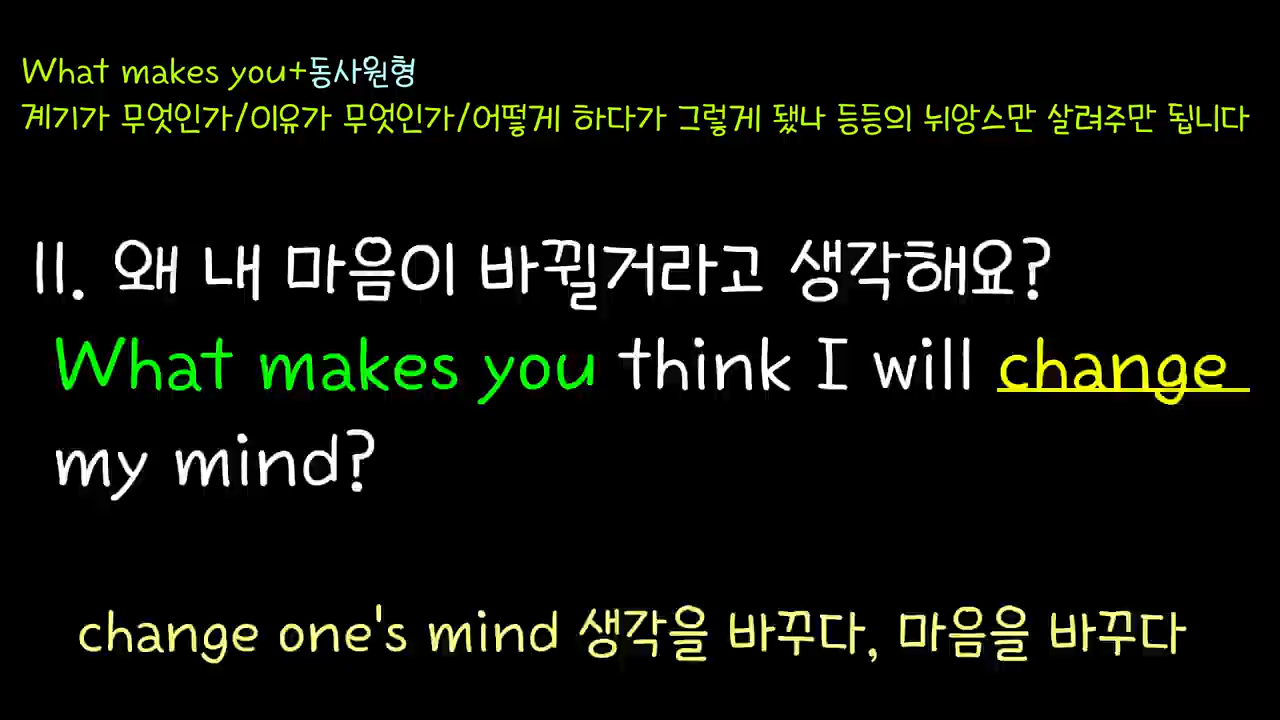 What makes you+동사원형
계기가 무엇인가/이유가 무엇인가/어떻게 하다가 그렇게 됐나 등등의 뉘앙스만 살려주만 됩니다
11. 왜 내 마음이 바뀔거라고 생각해요?
What makes you think I will change
my mind?
change one's mind 생각을 바꾸다, 마음을 바꾸다